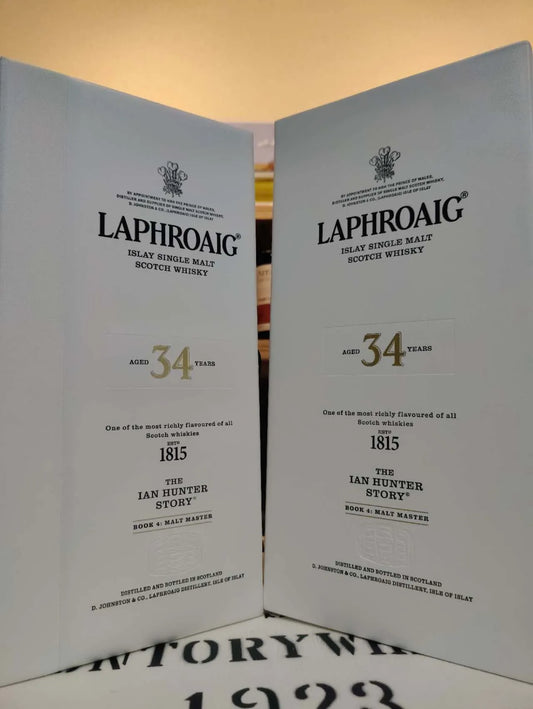 BY APPOINTMENT TO HRH THE PRINCE OF WALES,
DISTILLER AND SUPPLIER OF SINGLE MALT SCOTCH WHISKY,
D. JOHNSTON & CO., LAPHROAIG ISLE OF ISLAY
LAPHROAIG®
ISLAY SINGLE MALT
SCOTCH WHISKY
AGED 34 YEARS
One of the most richly flavoured of all
Scotch whiskies
ESTD
1815
THE
IAN HUNTER
STORY®
BOOK 4: MALT MASTER
DISTILLED AND BOTTLED IN SCOTLAND
D. JOHNSTON & CO., LAPHROAIG DISTILLERY, ISLE OF ISLAY
BY APPOINTMENT TO HRH THE PRINCE OF WALES,
DISTILLER AND SUPPLIER OF SINGLE MALT SCOTCH WHISKY,
D. JOHNSTON & CO., LAPHROAIG ISLE OF ISLAY
LAPHROAIG®
ISLAY SINGLE MALT
SCOTCH WHISKY
AGED 34 YEARS
One of the most richly flavoured of all
Scotch whiskies
ESTD
1815
THE
IAN HUNTER
STORY®
BOOK 4: MALT MASTER
DISTILLED AND BOTTLED IN SCOTLAND
D. JOHNSTON & CO., LAPHROAIG DISTILLERY, ISLE OF ISLAY
NTORYWH
1923